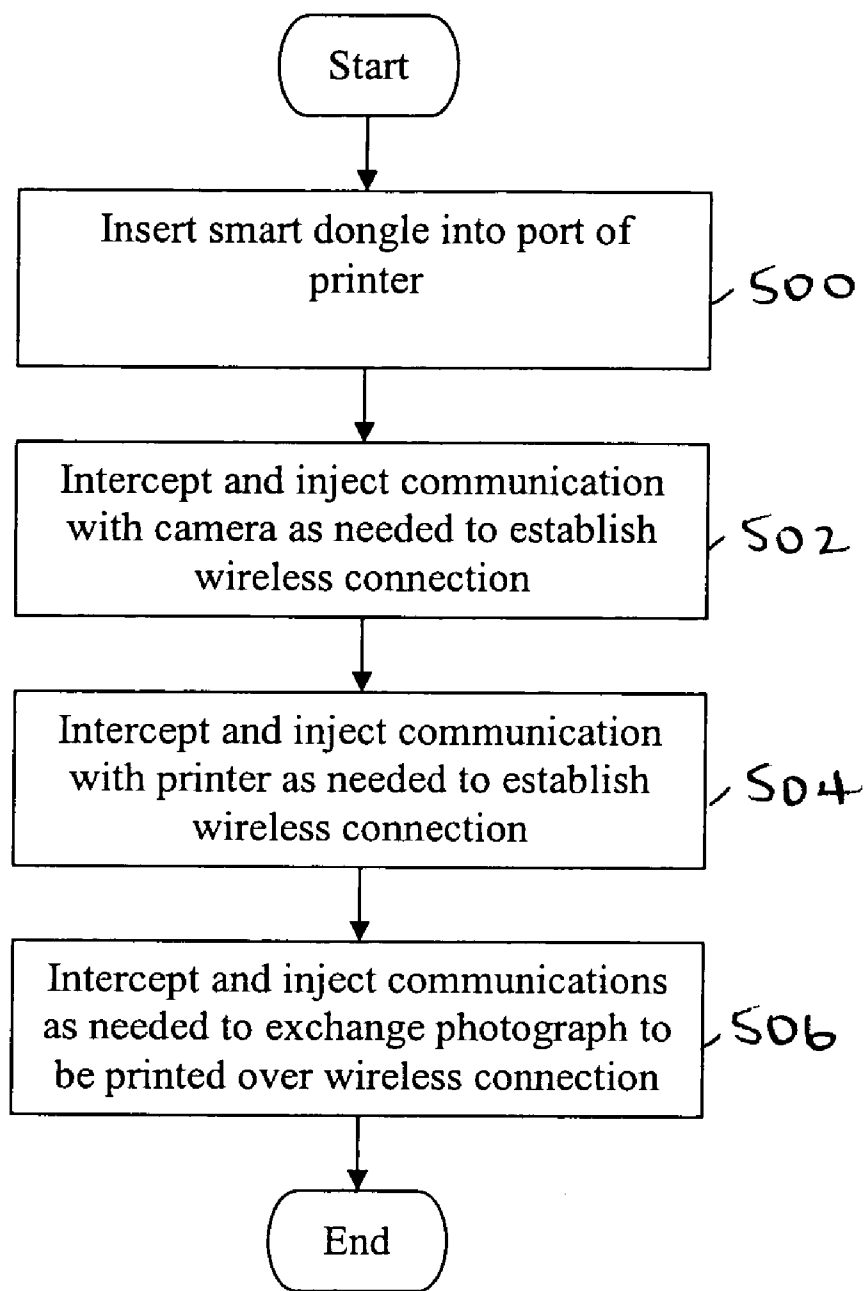 Start
Insert smart dongle into port of
printer
500
Intercept and inject communication
with camera as needed to establish
wireless connection
502
Intercept and inject communication
with printer as needed to establish
wireless connection
504
Intercept and inject communications
as needed to exchange photograph to
be printed over wireless connection
506
End